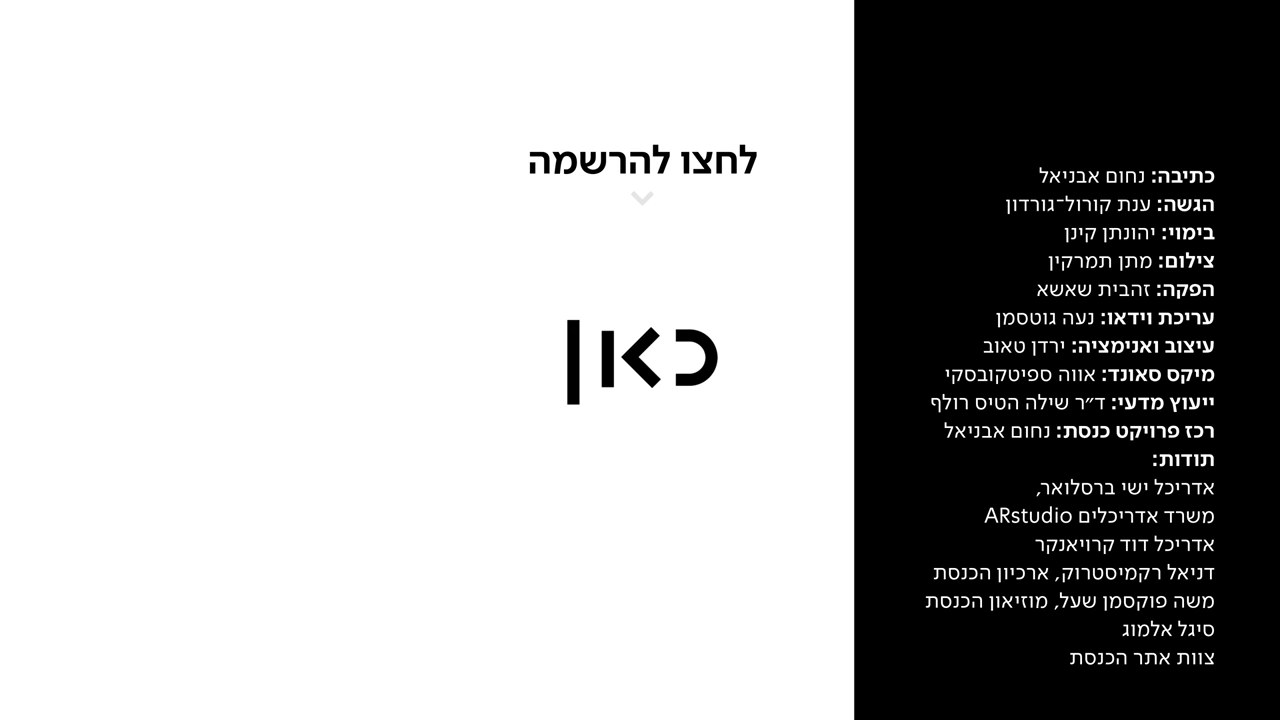 לחצו להרשמה
כאן
כתיבה: נחום אבניאל
הגשה: ענת קורול־גורדון
בימוי: יהונתן קינן
צילום: מתן תמרקין
הפקה: זהבית שאשא
עריכת וידאו: נעה גוטסמן
עיצוב ואנימציה: ירדן טאוב
מיקס סאונד: אווה ספיטקובסקי
ייעוץ מדעי: ד״ר שילה הטיס רולף
רכז פרויקט כנסת: נחום אבניאל
תודות:
אדריכל ישי ברסלואר,
משרד אדריכלים ARstudio
אדריכל דוד קרויאנקר
דניאל רקמיסטרוק, ארכיון הכנסת
משה פוקסמן שעל, מוזיאון הכנסת
סיגל אלמוג
צוות אתר הכנסת